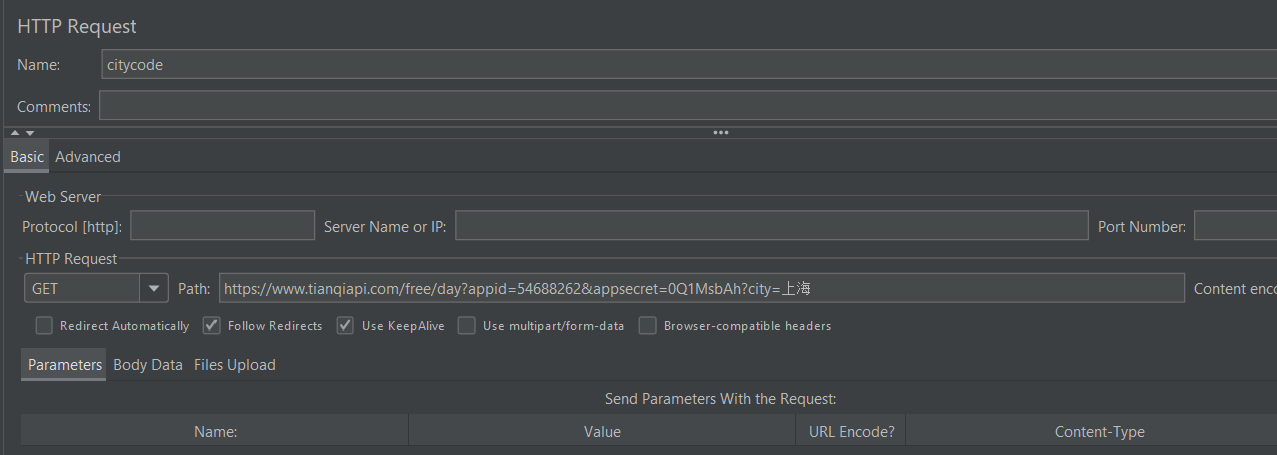 HTTP Request
Name: citycode
Comments:
Basic Advanced
Web Server
Protocol [http]: Server Name or IP: Port Number:
HTTP Request
GET Path: https://www.tianqiapi.com/free/day?appid=54688262&appsecret=0Q1MsbAh?city=上海 Content enc
Redirect Automatically Follow Redirects Use KeepAlive Use multipart/form-data Browser-compatible headers
Parameters Body Data Files Upload
Send Parameters With the Request:
Name: Value URL Encode? Content-Type